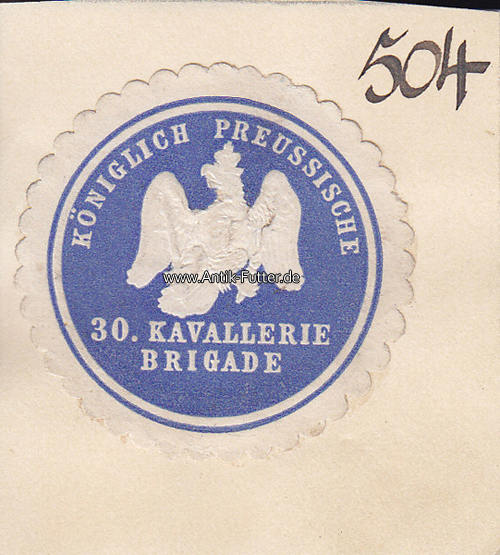 504
KÖNIGLICH PREUSSISCHE
www.Antik-Futter.de
30. KAVALLERIE
BRIGADE